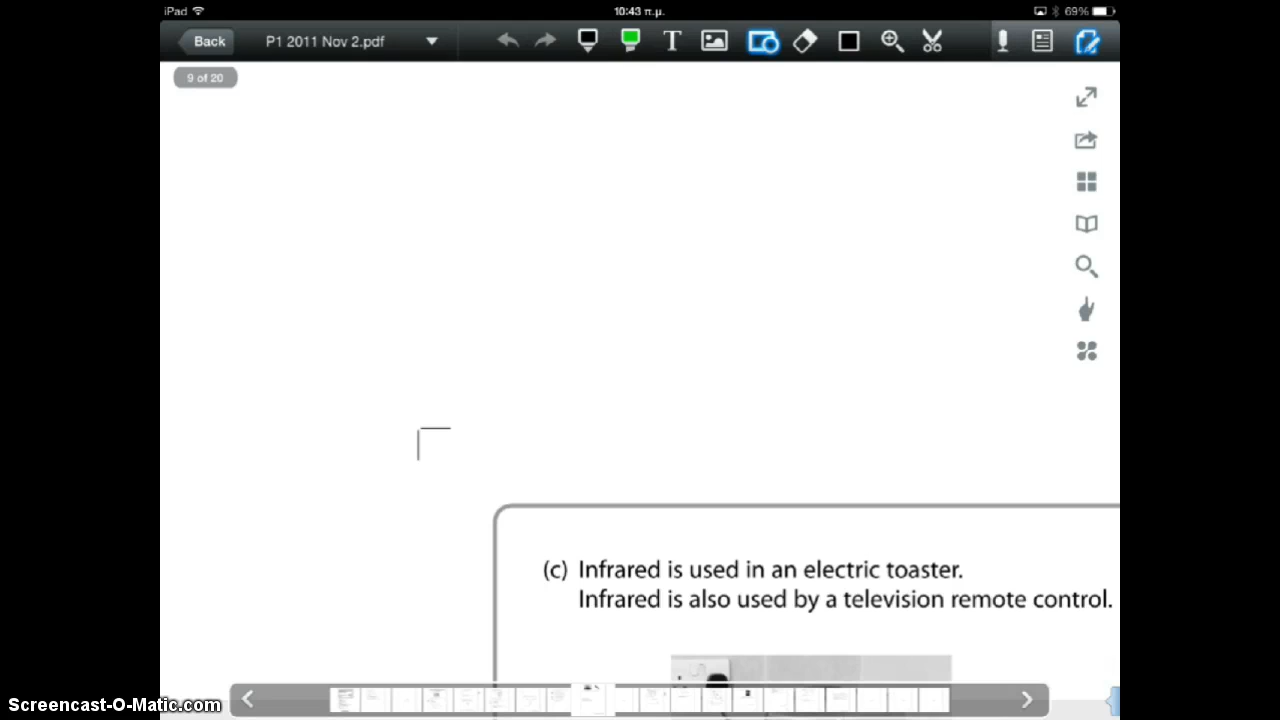 iPad 10:43 π.μ. 69%
Back P1 2011 Nov 2.pdf T
9 of 20
(c) Infrared is used in an electric toaster.
Infrared is also used by a television remote control.
Screencast-O-Matic.com